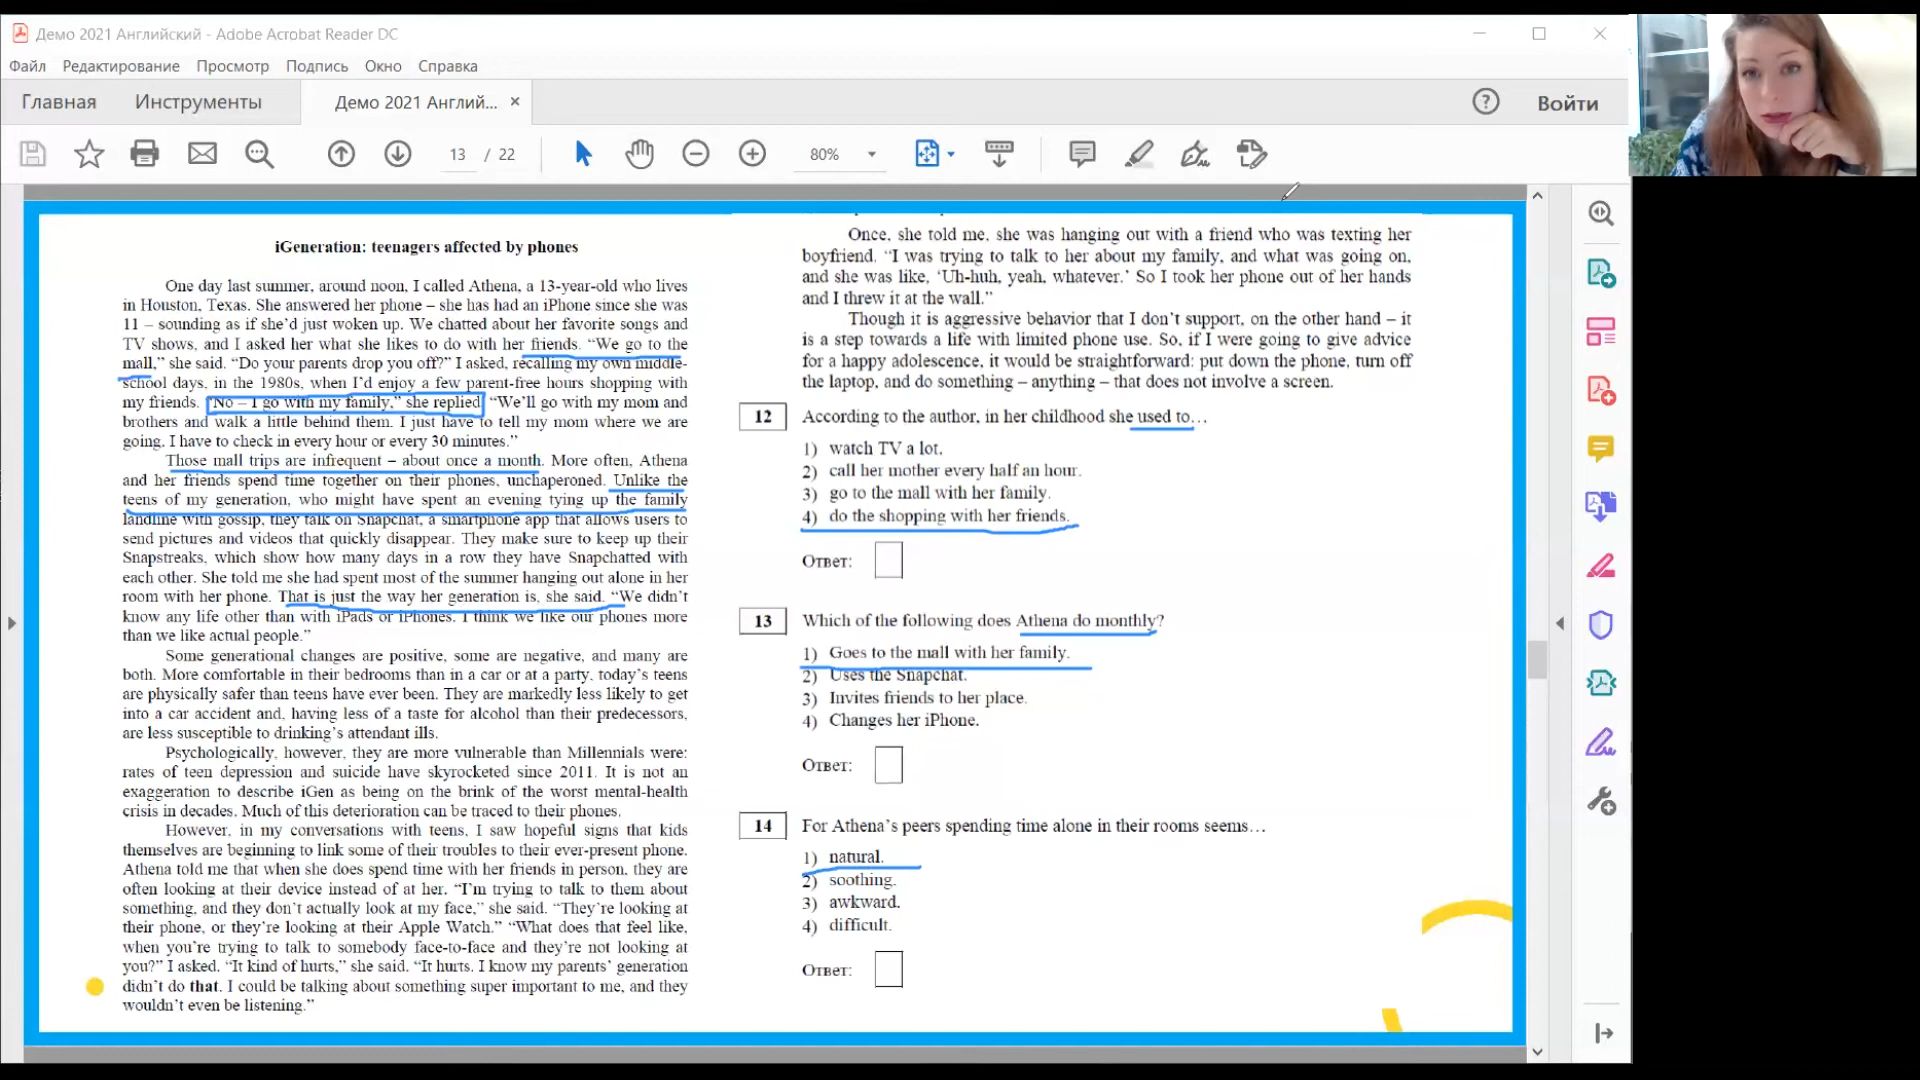 Демо 2021 Английский - Adobe Acrobat Reader DC
Файл Редактирование Просмотр Подпись Окно Справка
Главная Инструменты Демо 2021 Англий... × Войти
13 / 22 80%
iGeneration: teenagers affected by phones
One day last summer, around noon, I called Athena, a 13-year-old who lives
in Houston, Texas. She answered her phone – she has had an iPhone since she was
11 – sounding as if she’d just woken up. We chatted about her favorite songs and
TV shows, and I asked her what she likes to do with her friends. “We go to the
mall,” she said. “Do your parents drop you off?” I asked, recalling my own middle-
school days, in the 1980s, when I’d enjoy a few parent-free hours shopping with
my friends. “No – I go with my family,” she replied. “We’ll go with my mom and
brothers and walk a little behind them. I just have to tell my mom where we are
going. I have to check in every hour or every 30 minutes.”
Those mall trips are infrequent – about once a month. More often, Athena
and her friends spend time together on their phones, unchaperoned. Unlike the
teens of my generation, who might have spent an evening tying up the family
landline with gossip, they talk on Snapchat, a smartphone app that allows users to
send pictures and videos that quickly disappear. They make sure to keep up their
Snapstreaks, which show how many days in a row they have Snapchatted with
each other. She told me she had spent most of the summer hanging out alone in her
room with her phone. That is just the way her generation is, she said. “We didn’t
know any life other than with iPads or iPhones. I think we like our phones more
than we like actual people.”
Some generational changes are positive, some are negative, and many are
both. More comfortable in their bedrooms than in a car or at a party, today’s teens
are physically safer than teens have ever been. They are markedly less likely to get
into a car accident and, having less of a taste for alcohol than their predecessors,
are less susceptible to drinking’s attendant ills.
Psychologically, however, they are more vulnerable than Millennials were:
rates of teen depression and suicide have skyrocketed since 2011. It is not an
exaggeration to describe iGen as being on the brink of the worst mental-health
crisis in decades. Much of this deterioration can be traced to their phones.
However, in my conversations with teens, I saw hopeful signs that kids
themselves are beginning to link some of their troubles to their ever-present phone.
Athena told me that when she does spend time with her friends in person, they are
often looking at their device instead of at her. “I’m trying to talk to them about
something, and they don’t actually look at my face,” she said. “They’re looking at
their phone, or they’re looking at their Apple Watch.” “What does that feel like,
when you’re trying to talk to somebody face-to-face and they’re not looking at
you?” I asked. “It kind of hurts,” she said. “It hurts. I know my parents’ generation
didn’t do that. I could be talking about something super important to me, and they
wouldn’t even be listening.”
Once, she told me, she was hanging out with a friend who was texting her
boyfriend. “I was trying to talk to her about my family, and what was going on,
and she was like, ‘Uh-huh, yeah, whatever.’ So I took her phone out of her hands
and I threw it at the wall.”
Though it is aggressive behavior that I don’t support, on the other hand – it
is a step towards a life with limited phone use. So, if I were going to give advice
for a happy adolescence, it would be straightforward: put down the phone, turn off
the laptop, and do something – anything – that does not involve a screen.
12 According to the author, in her childhood she used to…
1) watch TV a lot.
2) call her mother every half an hour.
3) go to the mall with her family.
4) do the shopping with her friends.
Ответ:
13 Which of the following does Athena do monthly?
1) Goes to the mall with her family.
2) Uses the Snapchat.
3) Invites friends to her place.
4) Changes her iPhone.
Ответ:
14 For Athena’s peers spending time alone in their rooms seems…
1) natural.
2) soothing.
3) awkward.
4) difficult.
Ответ: